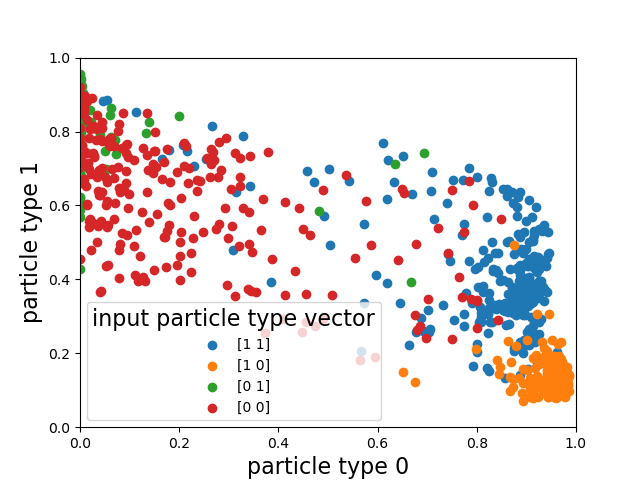 1.0
0.8
0.6
0.4
0.2
0.0
particle type 1
input particle type vector
[1 1]
[1 0]
[0 1]
[0 0]
0.0 0.2 0.4 0.6 0.8 1.0
particle type 0